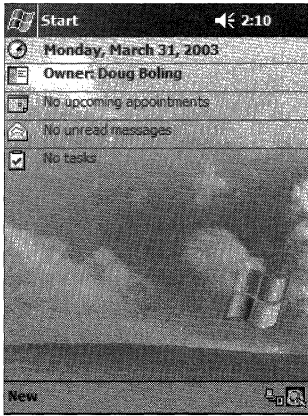 Start 2:10
Monday, March 31, 2003
Owner: Doug Boling
No upcoming appointments
No unread messages
No tasks
New